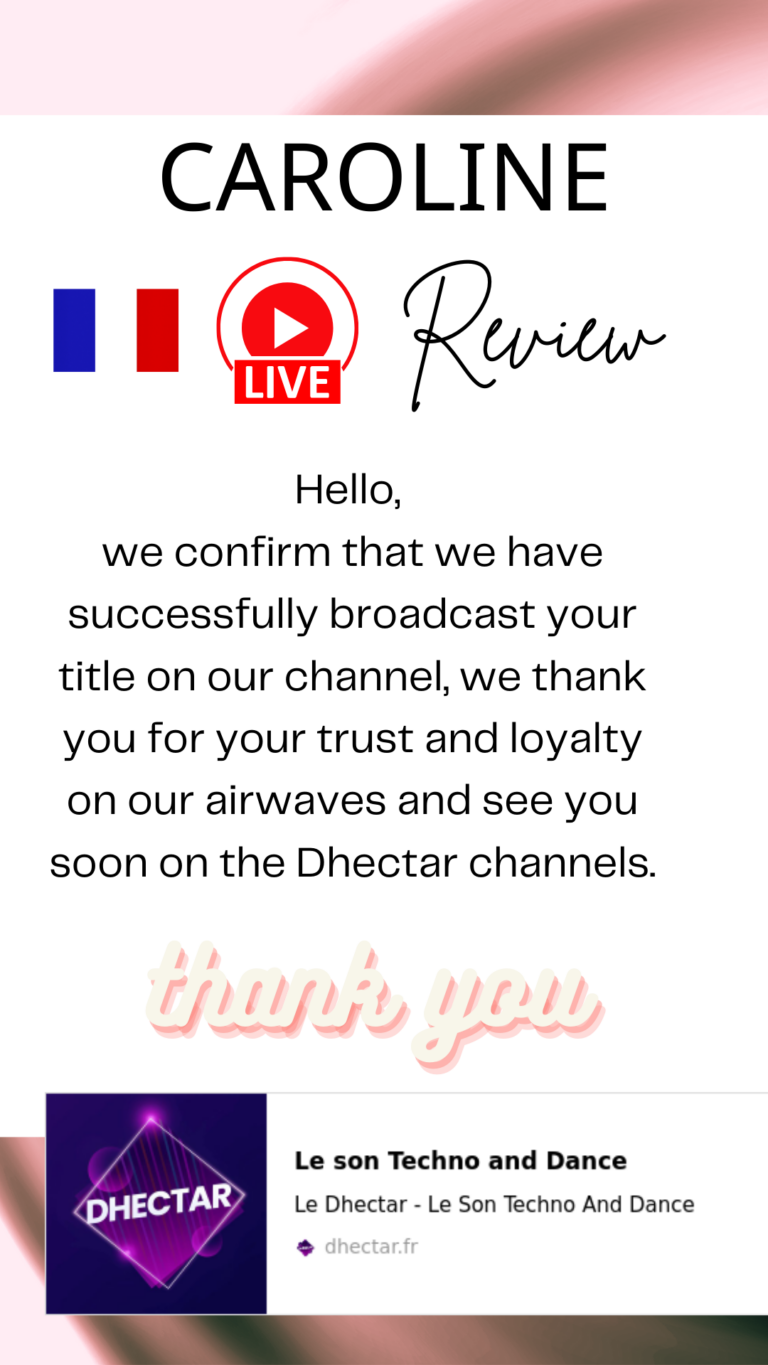 CAROLINE
LIVE
Review
Hello,
we confirm that we have
successfully broadcast your
title on our channel, we thank
you for your trust and loyalty
on our airwaves and see you
soon on the Dhectar channels.
thank you
DHECTAR
Le son Techno and Dance
Le Dhectar - Le Son Techno And Dance
dhectar.fr